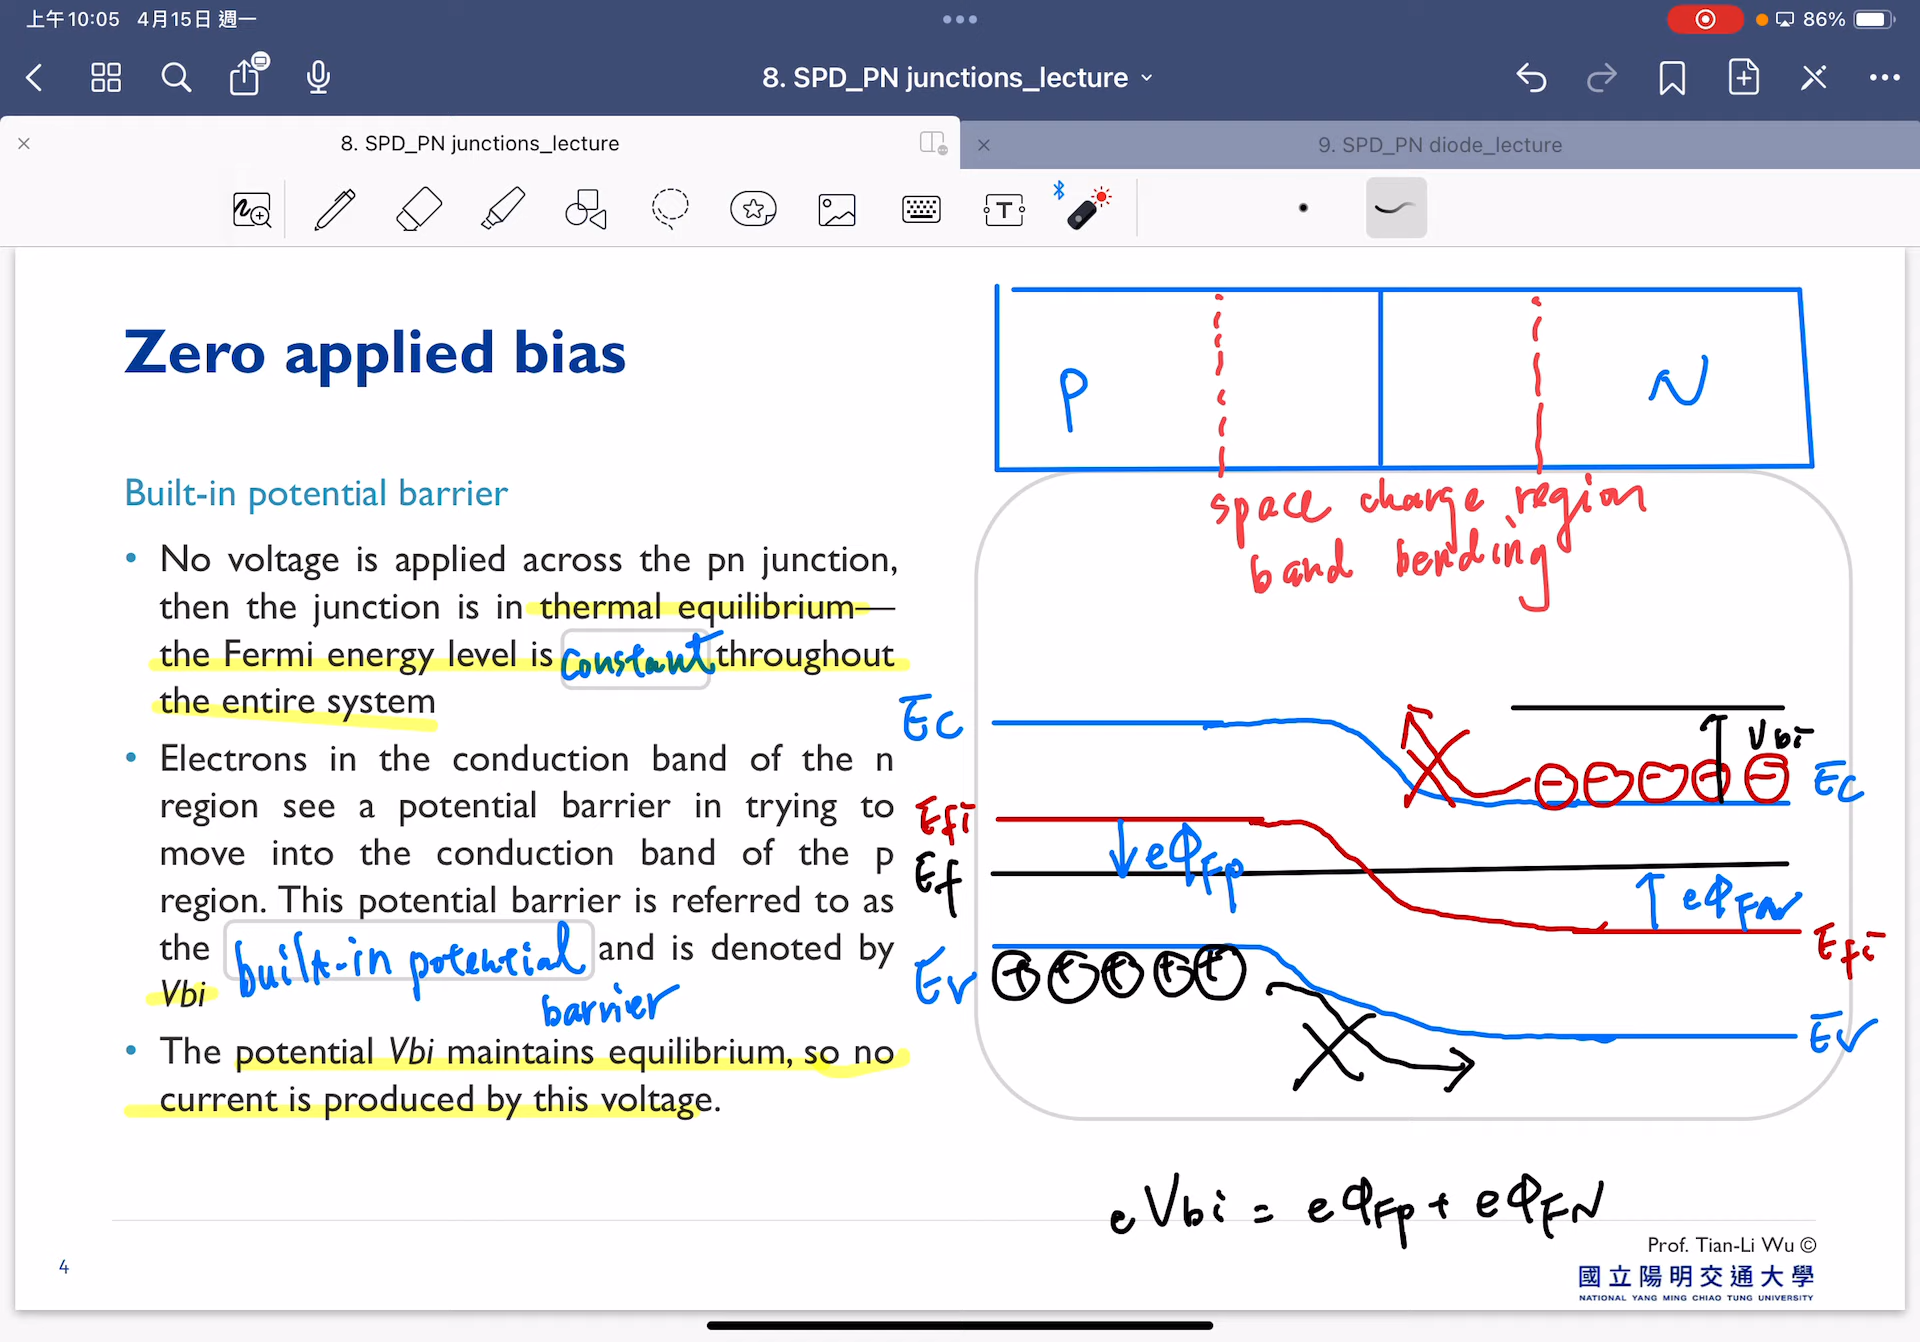 上午10:05 4月15日 週一
86%
8. SPD_PN junctions_lecture
8. SPD_PN junctions_lecture
9. SPD_PN diode_lecture
T
Zero applied bias
Built-in potential barrier
• No voltage is applied across the pn junction,
then the junction is in thermal equilibrium—
the Fermi energy level is constant throughout
the entire system
• Electrons in the conduction band of the n
region see a potential barrier in trying to
move into the conduction band of the p
region. This potential barrier is referred to as
the built-in potential and is denoted by
Vbi barrier
• The potential Vbi maintains equilibrium, so no
current is produced by this voltage.
P N
space charge region
band bending
Ec Vbi Ec
Efi eΦFp
Ef eΦFN
Efi
Ev Ev
eVbi = eΦFp + eΦFN
Prof. Tian-Li Wu ©
國立陽明交通大學
NATIONAL YANG MING CHIAO TUNG UNIVERSITY
4